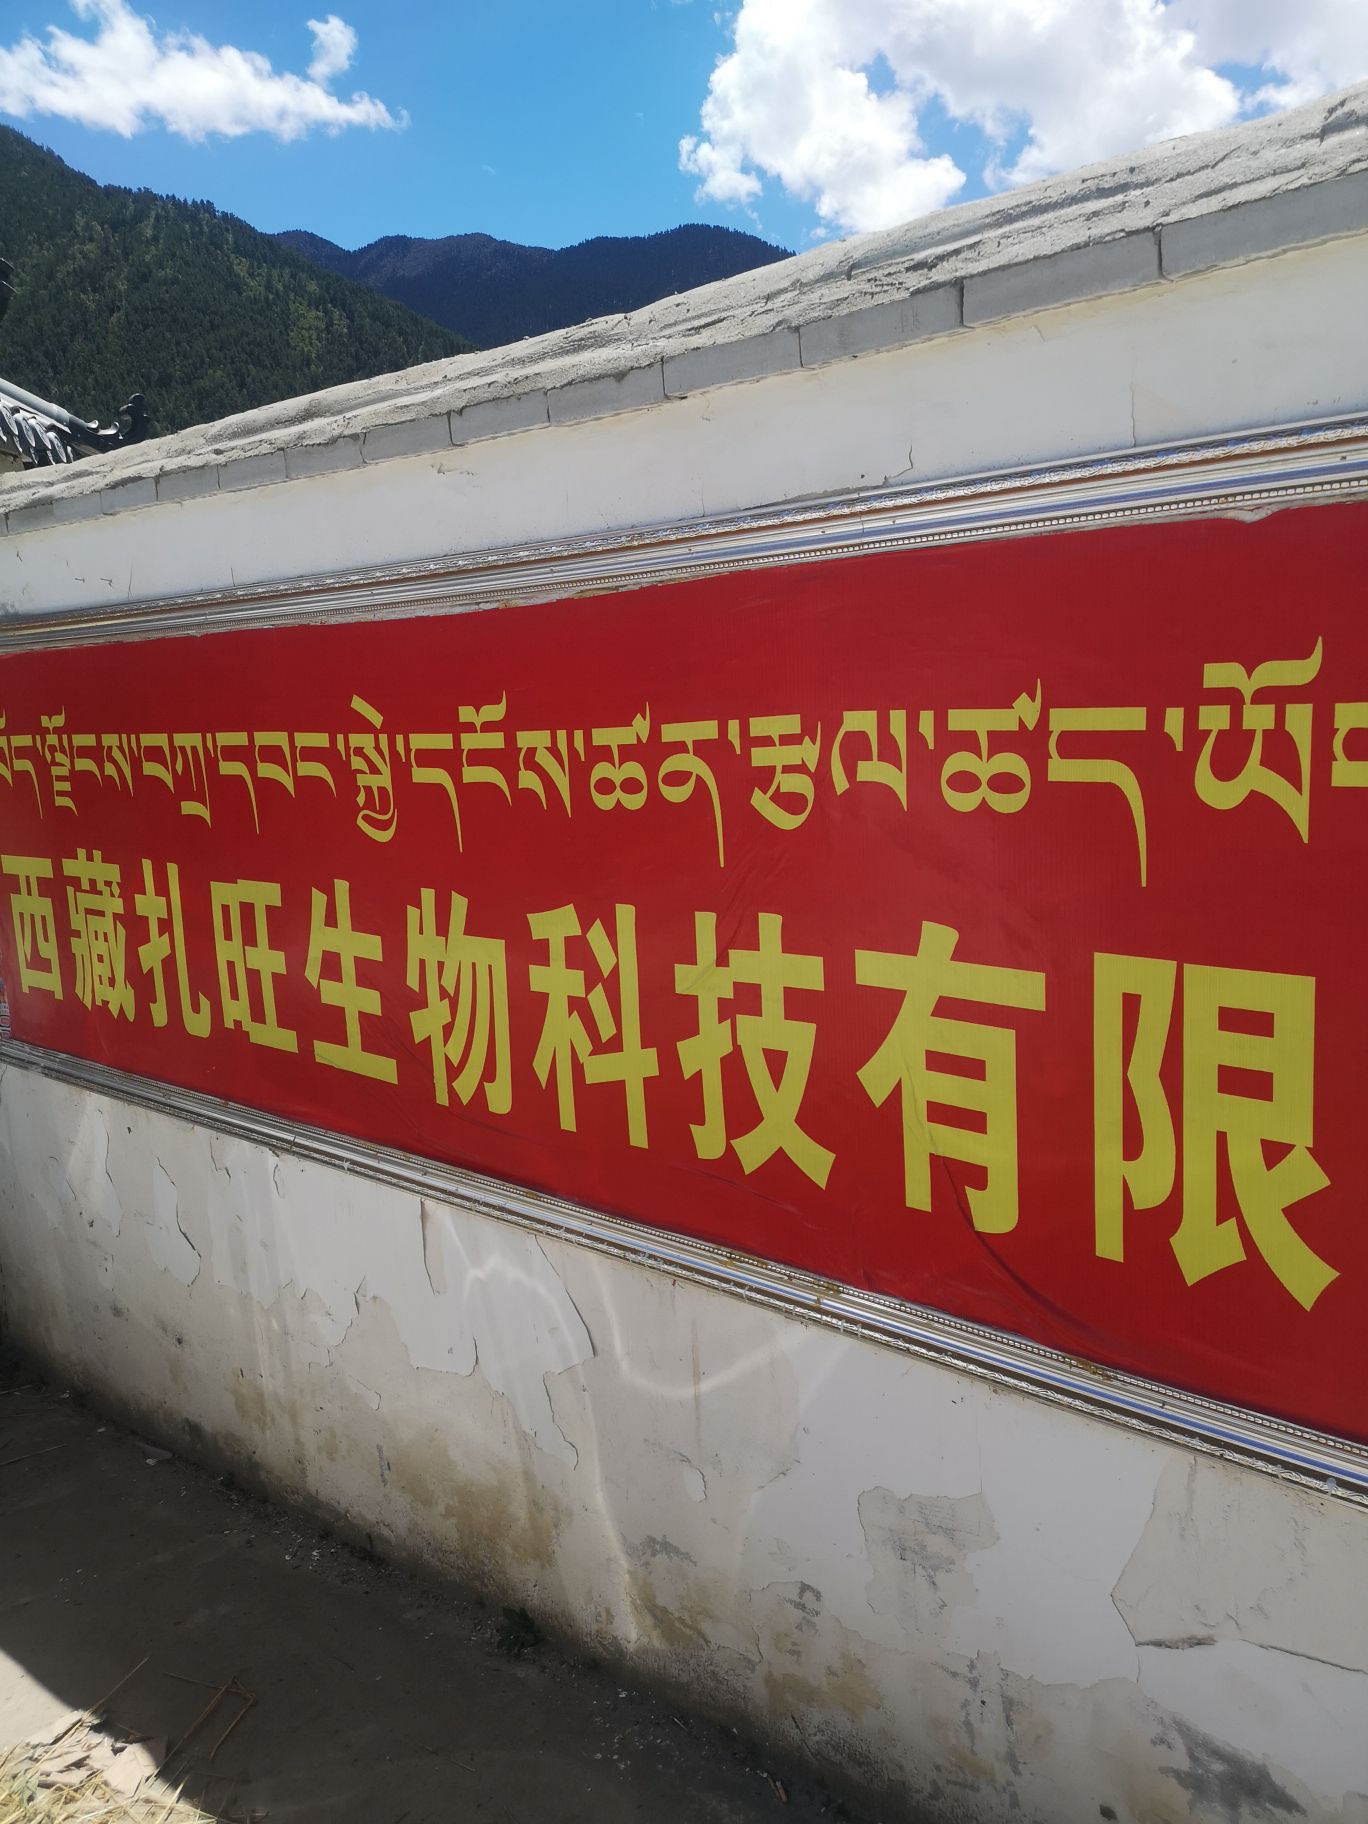 བོད་ལྗོངས་བཀྲ་དབང་སྐྱེ་དངོས་ཚན་རྩལ་ཚད་ཡོད
西藏扎旺生物科技有限